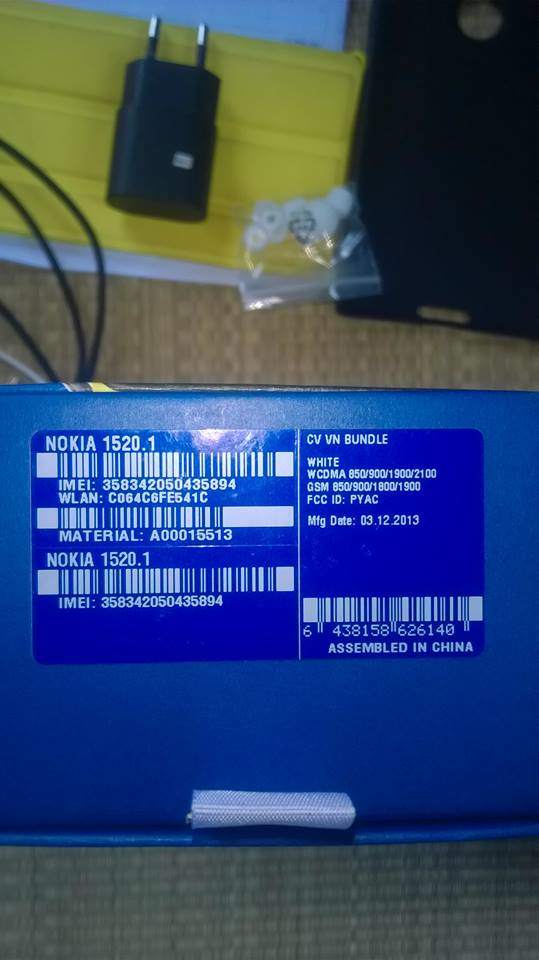 NOKIA 1520.1
IMEI: 358342050435894
WLAN: C064C6FE541C
MATERIAL: A00015513
NOKIA 1520.1
IMEI: 358342050435894
CV VN BUNDLE
WHITE
WCDMA 850/900/1900/2100
GSM 850/900/1800/1900
FCC ID: PYAC
Mfg Date: 03.12.2013
6 438158 626140
ASSEMBLED IN CHINA